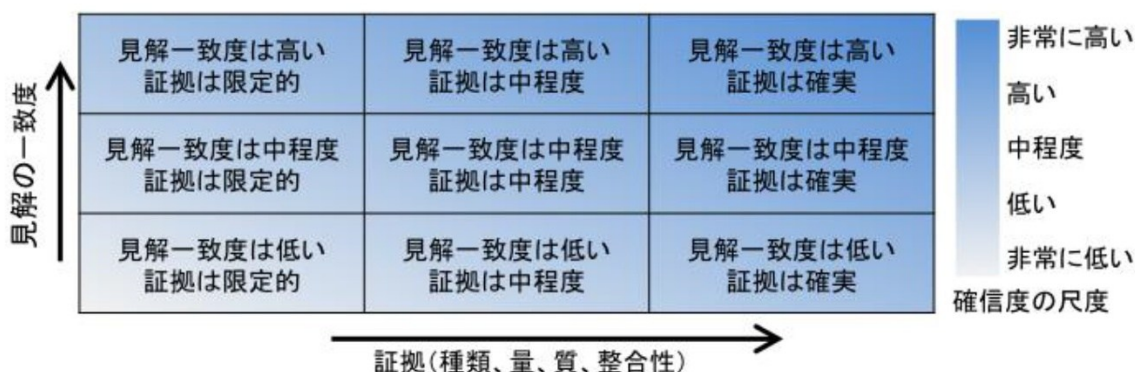 見解の一致度
見解一致度は高い
証拠は限定的
見解一致度は高い
証拠は中程度
見解一致度は高い
証拠は確実
見解一致度は中程度
証拠は限定的
見解一致度は中程度
証拠は中程度
見解一致度は中程度
証拠は確実
見解一致度は低い
証拠は限定的
見解一致度は低い
証拠は中程度
見解一致度は低い
証拠は確実
証拠(種類、量、質、整合性)
非常に高い
高い
中程度
低い
非常に低い
確信度の尺度